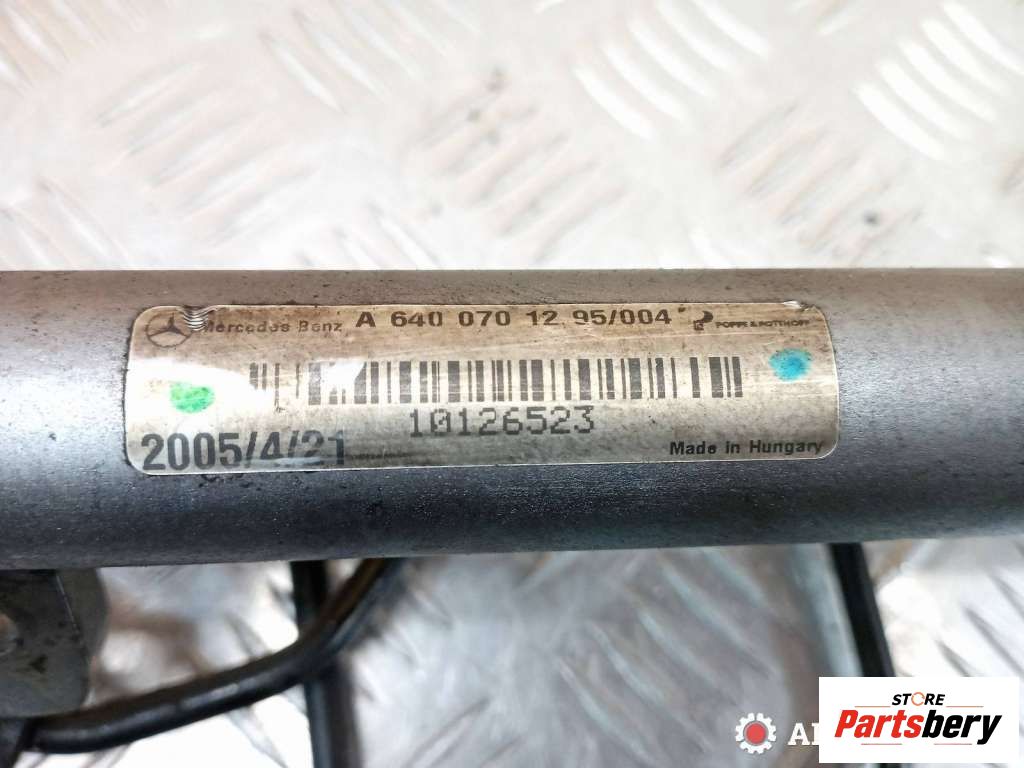 Mercedes Benz A 640 070 12 95/004 POPPE & POTTHOFF
10126523
2005/4/21
Made in Hungary
STORE
Partsbery